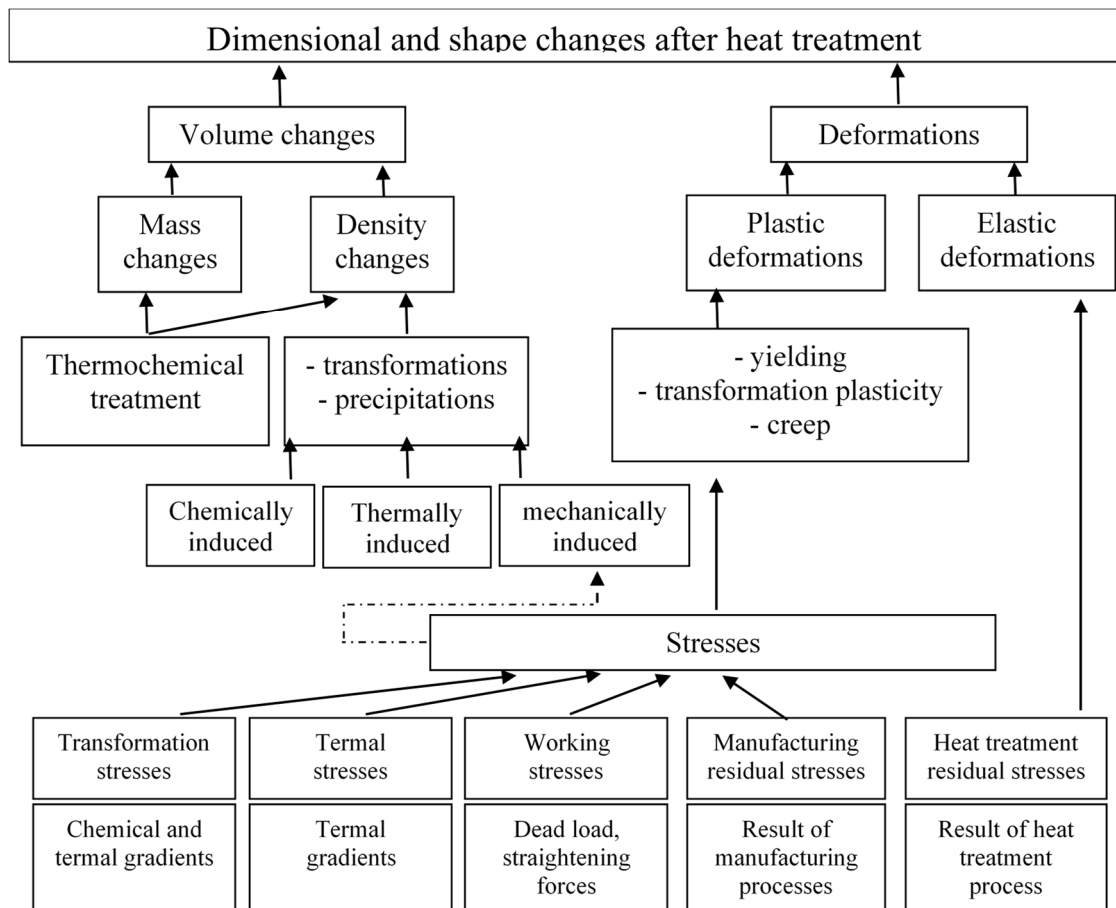 Dimensional and shape changes after heat treatment
Volume changes
Deformations
Mass
changes
Density
changes
Plastic
deformations
Elastic
deformations
Thermochemical
treatment
- transformations
- precipitations
- yielding
- transformation plasticity
- creep
Chemically
induced
Thermally
induced
mechanically
induced
Stresses
Transformation
stresses
Termal
stresses
Working
stresses
Manufacturing
residual stresses
Heat treatment
residual stresses
Chemical and
termal gradients
Termal
gradients
Dead load,
straightening
forces
Result of
manufacturing
processes
Result of heat
treatment
process